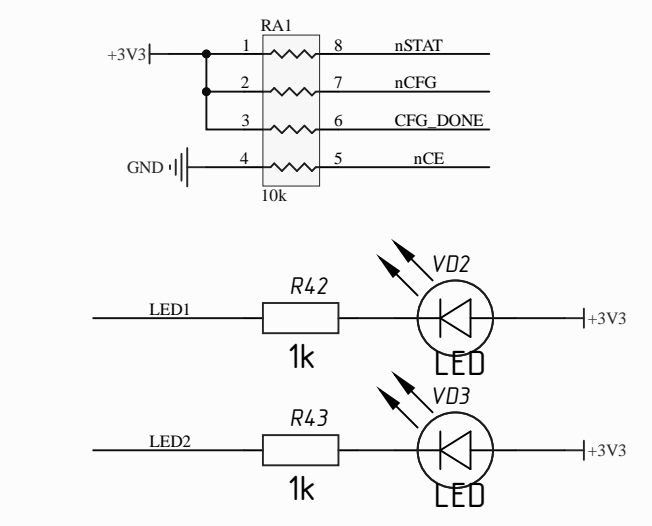 RA1
+3V3 1 8 nSTAT
2 7 nCFG
3 6 CFG_DONE
GND 4 5 nCE
10k
R42 VD2
LED1 +3V3
1k LED
R43 VD3
LED2 +3V3
1k LED